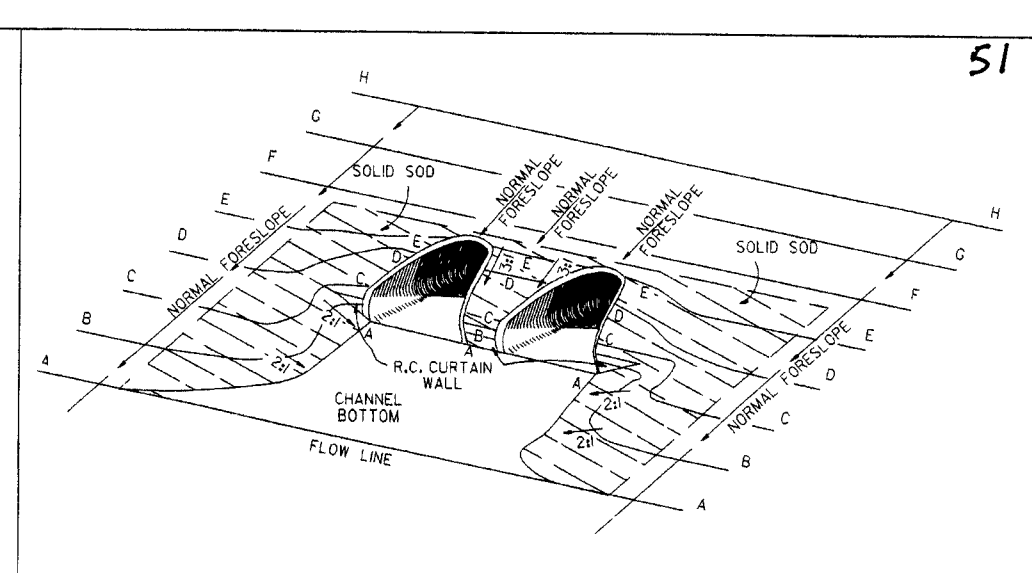 51
H
G
F
SOLID SOD
NORMAL
FORESLOPE
NORMAL
FORESLOPE
NORMAL
FORESLOPE
H
E
G
D
E
SOLID SOD
NORMAL FORESLOPE
D
3:1
E
3:1
D
E
F
C
C
C
D
B
2:1
A
A
B
C
E
A
2:1
R.C. CURTAIN
WALL
A
2:1
D
CHANNEL
BOTTOM
NORMAL FORESLOPE
C
FLOW LINE
2:1
B
A